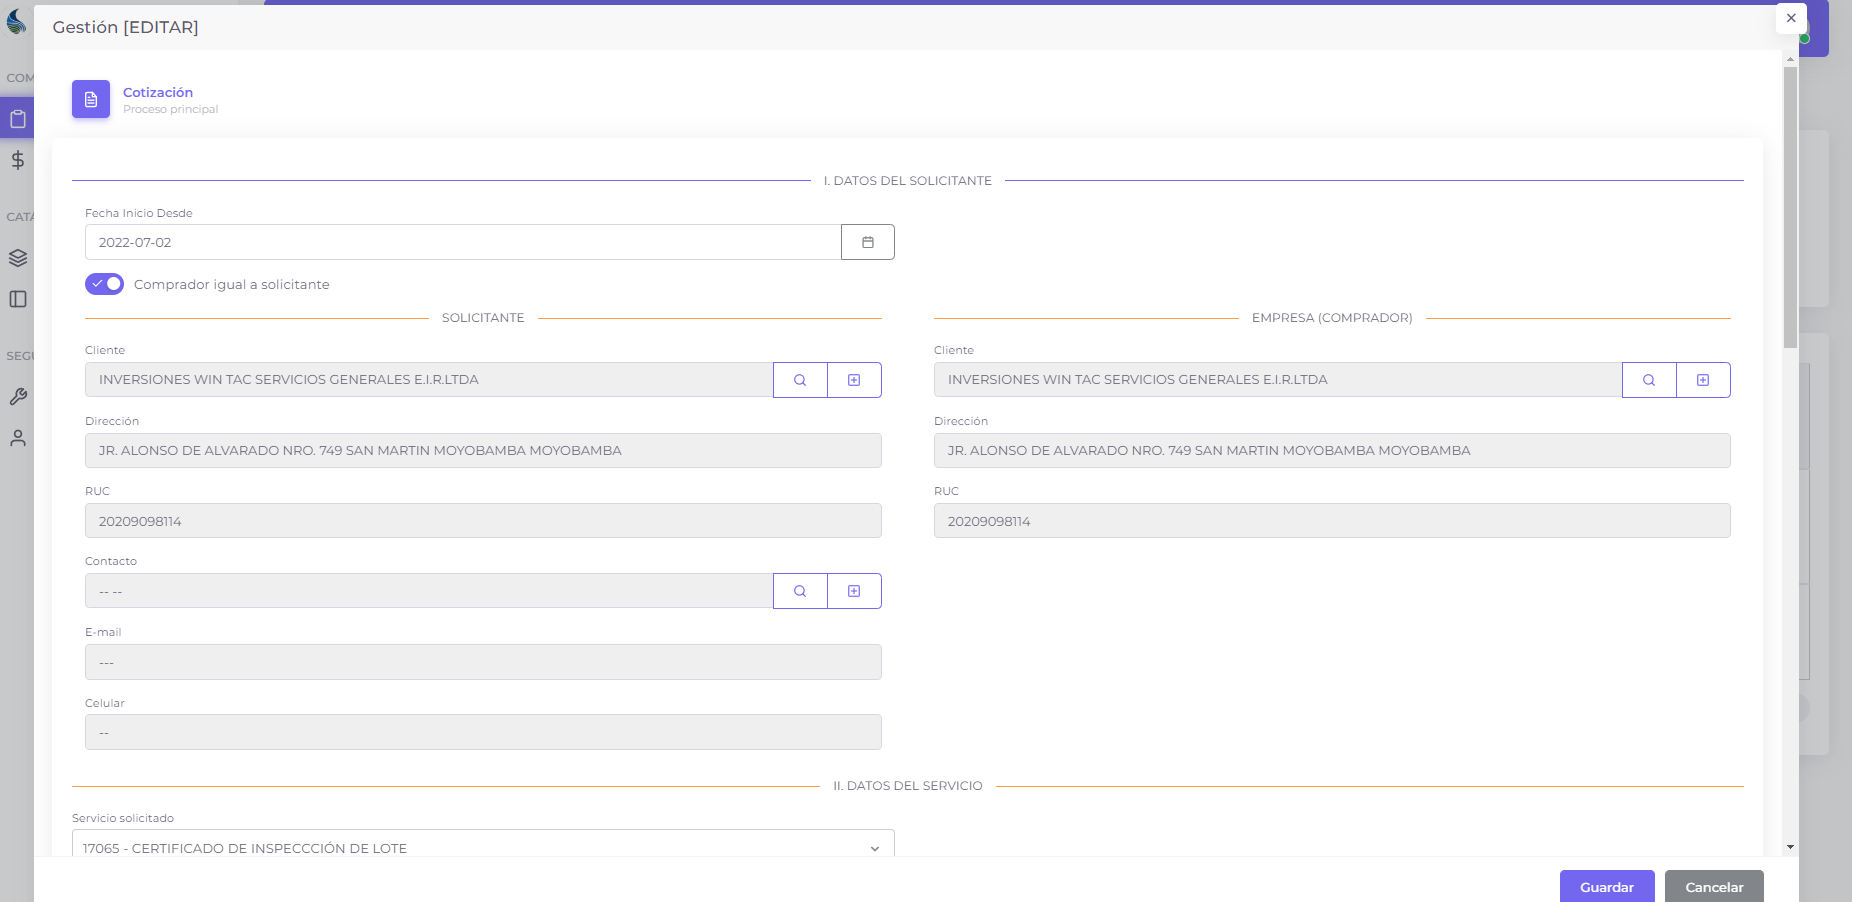 Gestión [EDITAR]
COM
CATA
SEGU
Cotización
Proceso principal
I. DATOS DEL SOLICITANTE
Fecha Inicio Desde
2022-07-02
Comprador igual a solicitante
SOLICITANTE
Cliente
INVERSIONES WIN TAC SERVICIOS GENERALES E.I.R.LTDA
Dirección
JR. ALONSO DE ALVARADO NRO. 749 SAN MARTIN MOYOBAMBA MOYOBAMBA
RUC
20209098114
Contacto
-- --
E-mail
---
Celular
--
EMPRESA (COMPRADOR)
Cliente
INVERSIONES WIN TAC SERVICIOS GENERALES E.I.R.LTDA
Dirección
JR. ALONSO DE ALVARADO NRO. 749 SAN MARTIN MOYOBAMBA MOYOBAMBA
RUC
20209098114
II. DATOS DEL SERVICIO
Servicio solicitado
17065 - CERTIFICADO DE INSPECCCIÓN DE LOTE
Guardar
Cancelar